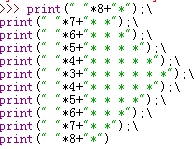 >>> print(" "*8+"*");\
print(" "*7+"* *");\
print(" "*6+"* * *");\
print(" "*5+"* * * *");\
print(" "*4+"* * * * *");\
print(" "*3+"* * * * * *");\
print(" "*4+"* * * * *");\
print(" "*5+"* * * *");\
print(" "*6+"* * *");\
print(" "*7+"* *");\
print(" "*8+"*")